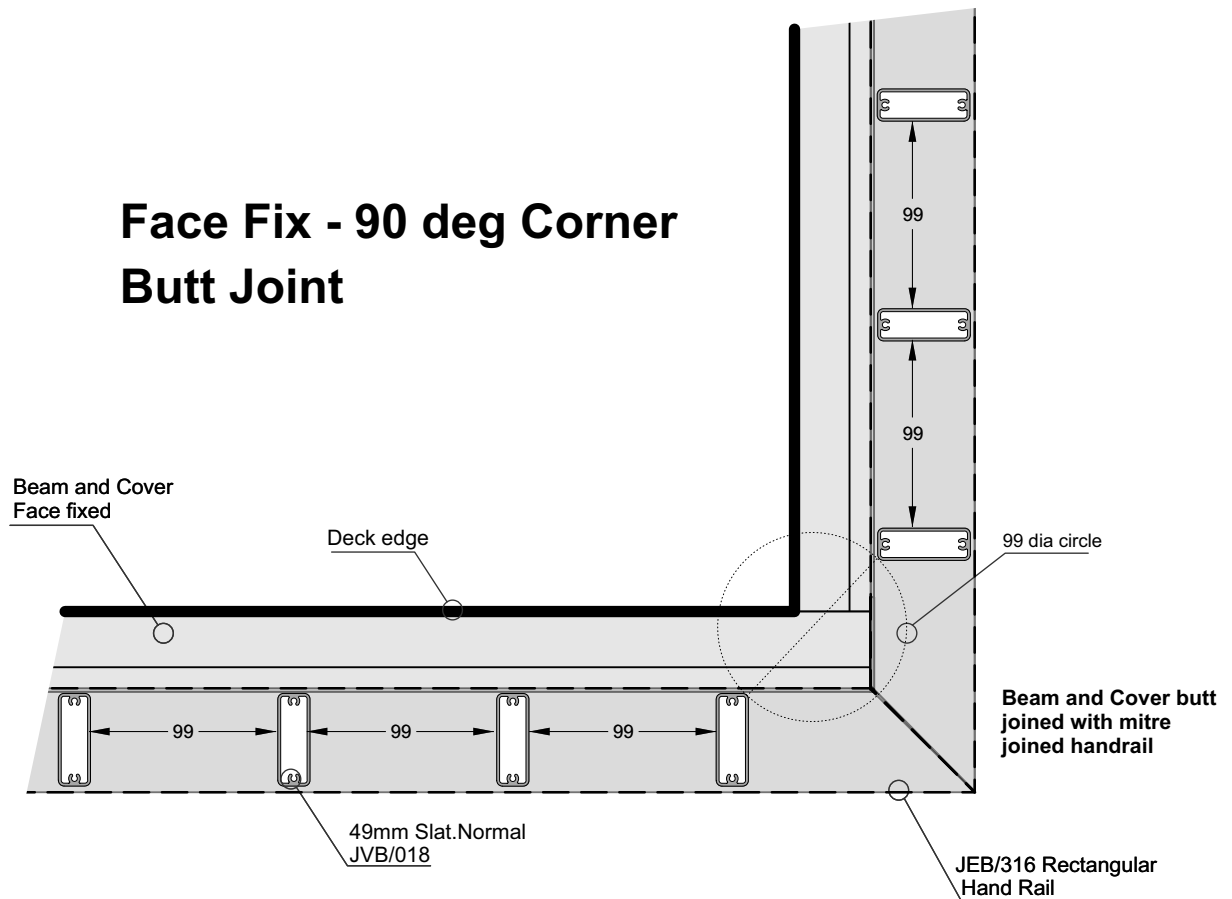 Face Fix - 90 deg Corner
Butt Joint
99
99
Beam and Cover
Face fixed
Deck edge
99 dia circle
Beam and Cover butt
joined with mitre
joined handrail
99
99
99
49mm Slat.Normal
JVB/018
JEB/316 Rectangular
Hand Rail